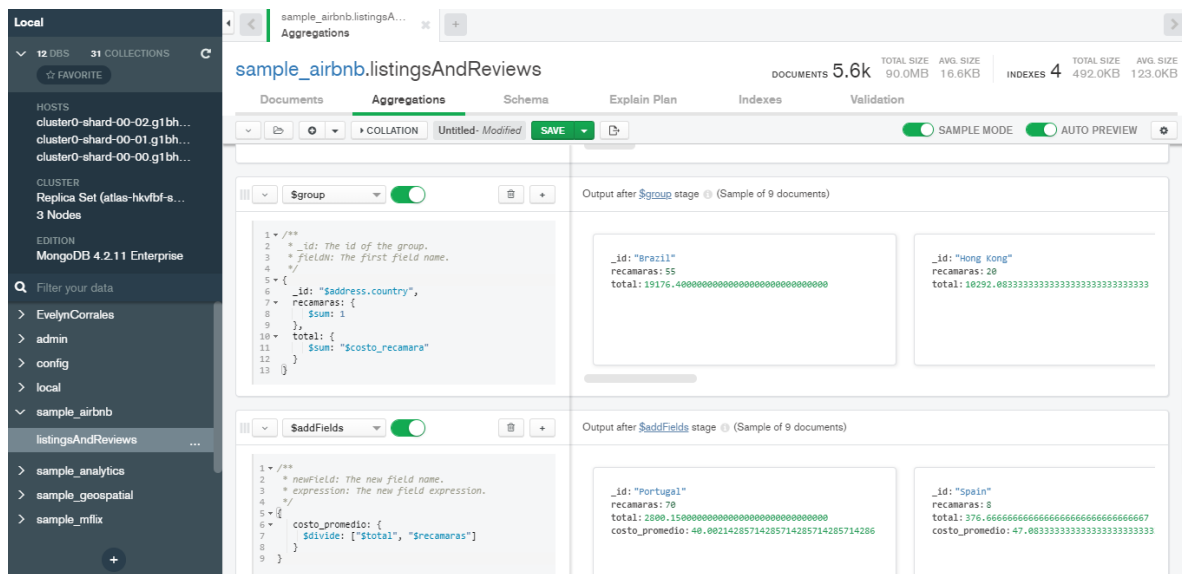 Local
12 DBS 31 COLLECTIONS
☆ FAVORITE
HOSTS
cluster0-shard-00-02.g1bh...
cluster0-shard-00-01.g1bh...
cluster0-shard-00-00.g1bh...
CLUSTER
Replica Set (atlas-hkvfbf-s...
3 Nodes
EDITION
MongoDB 4.2.11 Enterprise
Filter your data
EvelynCorrales
admin
config
local
sample_airbnb
listingsAndReviews ...
sample_analytics
sample_geospatial
sample_mflix
+
sample_airbnb.listingsA...
Aggregations
sample_airbnb.listingsAndReviews
DOCUMENTS 5.6k TOTAL SIZE 90.0MB AVG. SIZE 16.6KB INDEXES 4 TOTAL SIZE 492.0KB AVG. SIZE 123.0KB
Documents Aggregations Schema Explain Plan Indexes Validation
COLLATION Untitled- Modified SAVE SAMPLE MODE AUTO PREVIEW
$group
1 /**
2 * _id: The id of the group.
3 * fieldN: The first field name.
4 */
5 {
6 _id: "$address.country",
7 recamaras: {
8 $sum: 1
9 },
10 total: {
11 $sum: "$costo_recamara"
12 }
13 }
Output after $group stage (Sample of 9 documents)
_id: "Brazil"
recamaras: 55
total: 19176.40000000000000000000000000
_id: "Hong Kong"
recamaras: 20
total: 10292.08333333333333333333333333
$addFields
1 /**
2 * newField: The new field name.
3 * expression: The new field expression.
4 */
5 {
6 costo_promedio: {
7 $divide: ["$total", "$recamaras"]
8 }
9 }
Output after $addFields stage (Sample of 9 documents)
_id: "Portugal"
recamaras: 70
total: 2800.150000000000000000000000000
costo_promedio: 40.00214285714285714285714285714286
_id: "Spain"
recamaras: 8
total: 376.6666666666666666666666666667
costo_promedio: 47.08333333333333333333333